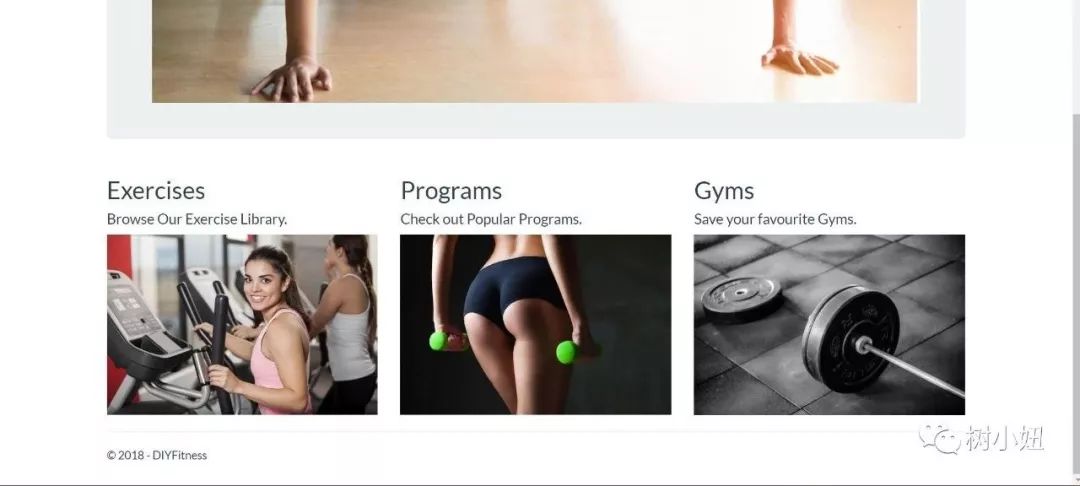 Exercises
Browse Our Exercise Library.
Programs
Check out Popular Programs.
Gyms
Save your favourite Gyms.
© 2018 - DIYFitness
树小妞